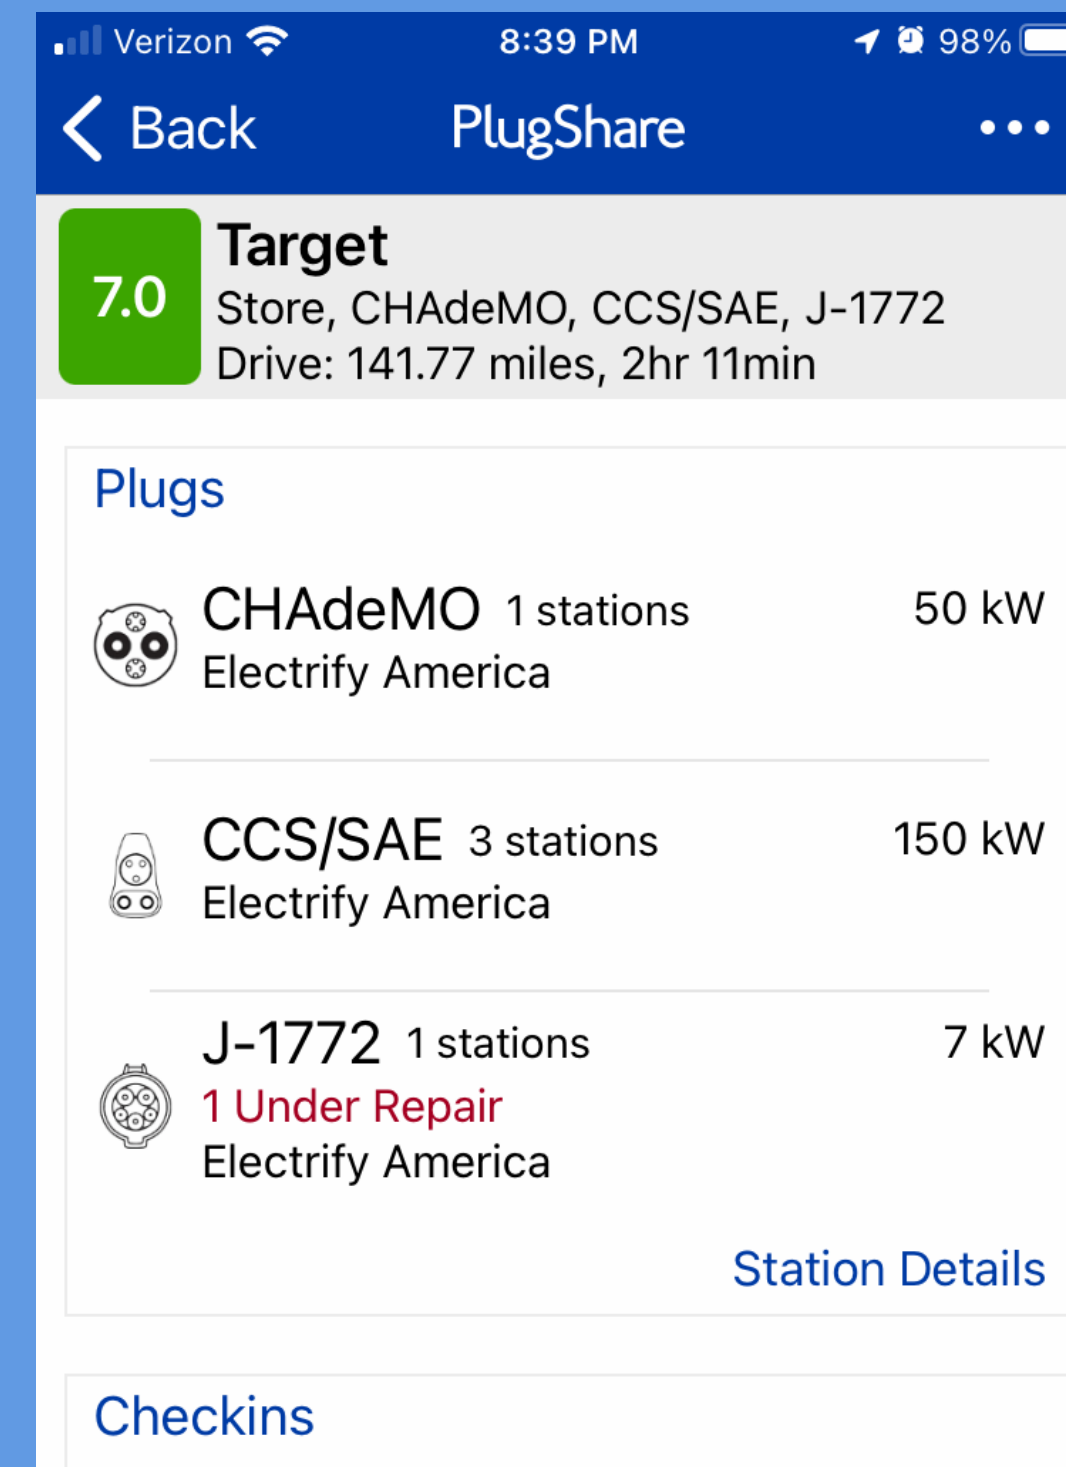 Verizon 8:39 PM 98%
Back PlugShare
7.0
Target
Store, CHAdeMO, CCS/SAE, J-1772
Drive: 141.77 miles, 2hr 11min
Plugs
CHAdeMO 1 stations 50 kW
Electrify America
CCS/SAE 3 stations 150 kW
Electrify America
J-1772 1 stations 7 kW
1 Under Repair
Electrify America
Station Details
Checkins